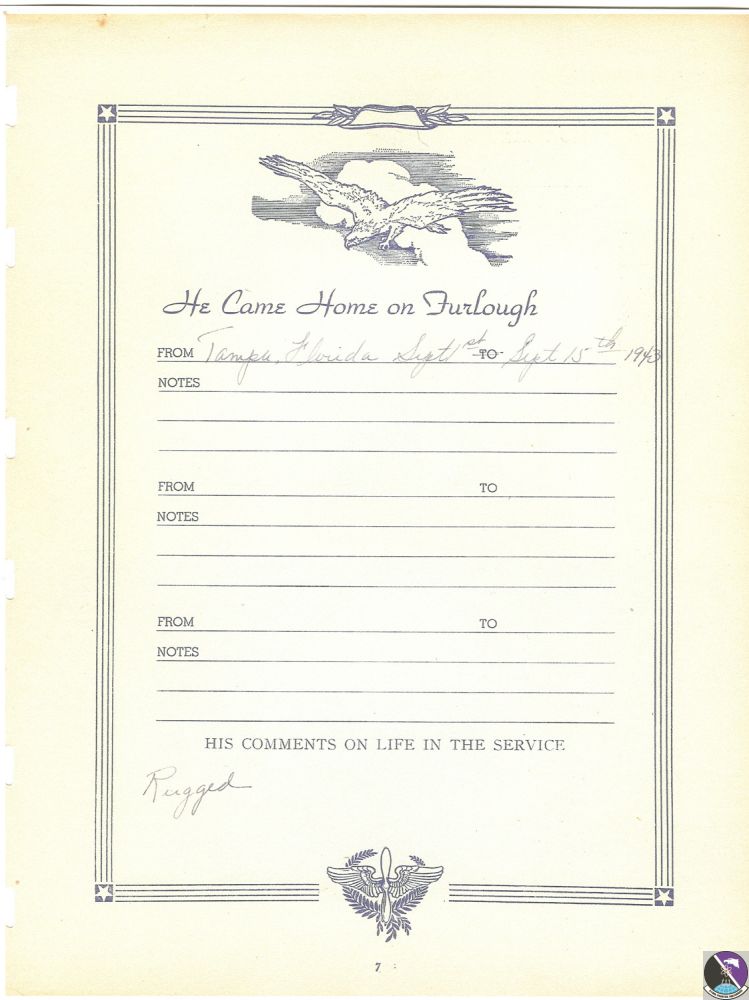 He Came Home on Furlough
FROM Tampa, Florida Sept 1st TO Sept 15th 1943
NOTES
FROM TO
NOTES
FROM TO
NOTES
HIS COMMENTS ON LIFE IN THE SERVICE
Rugged
7